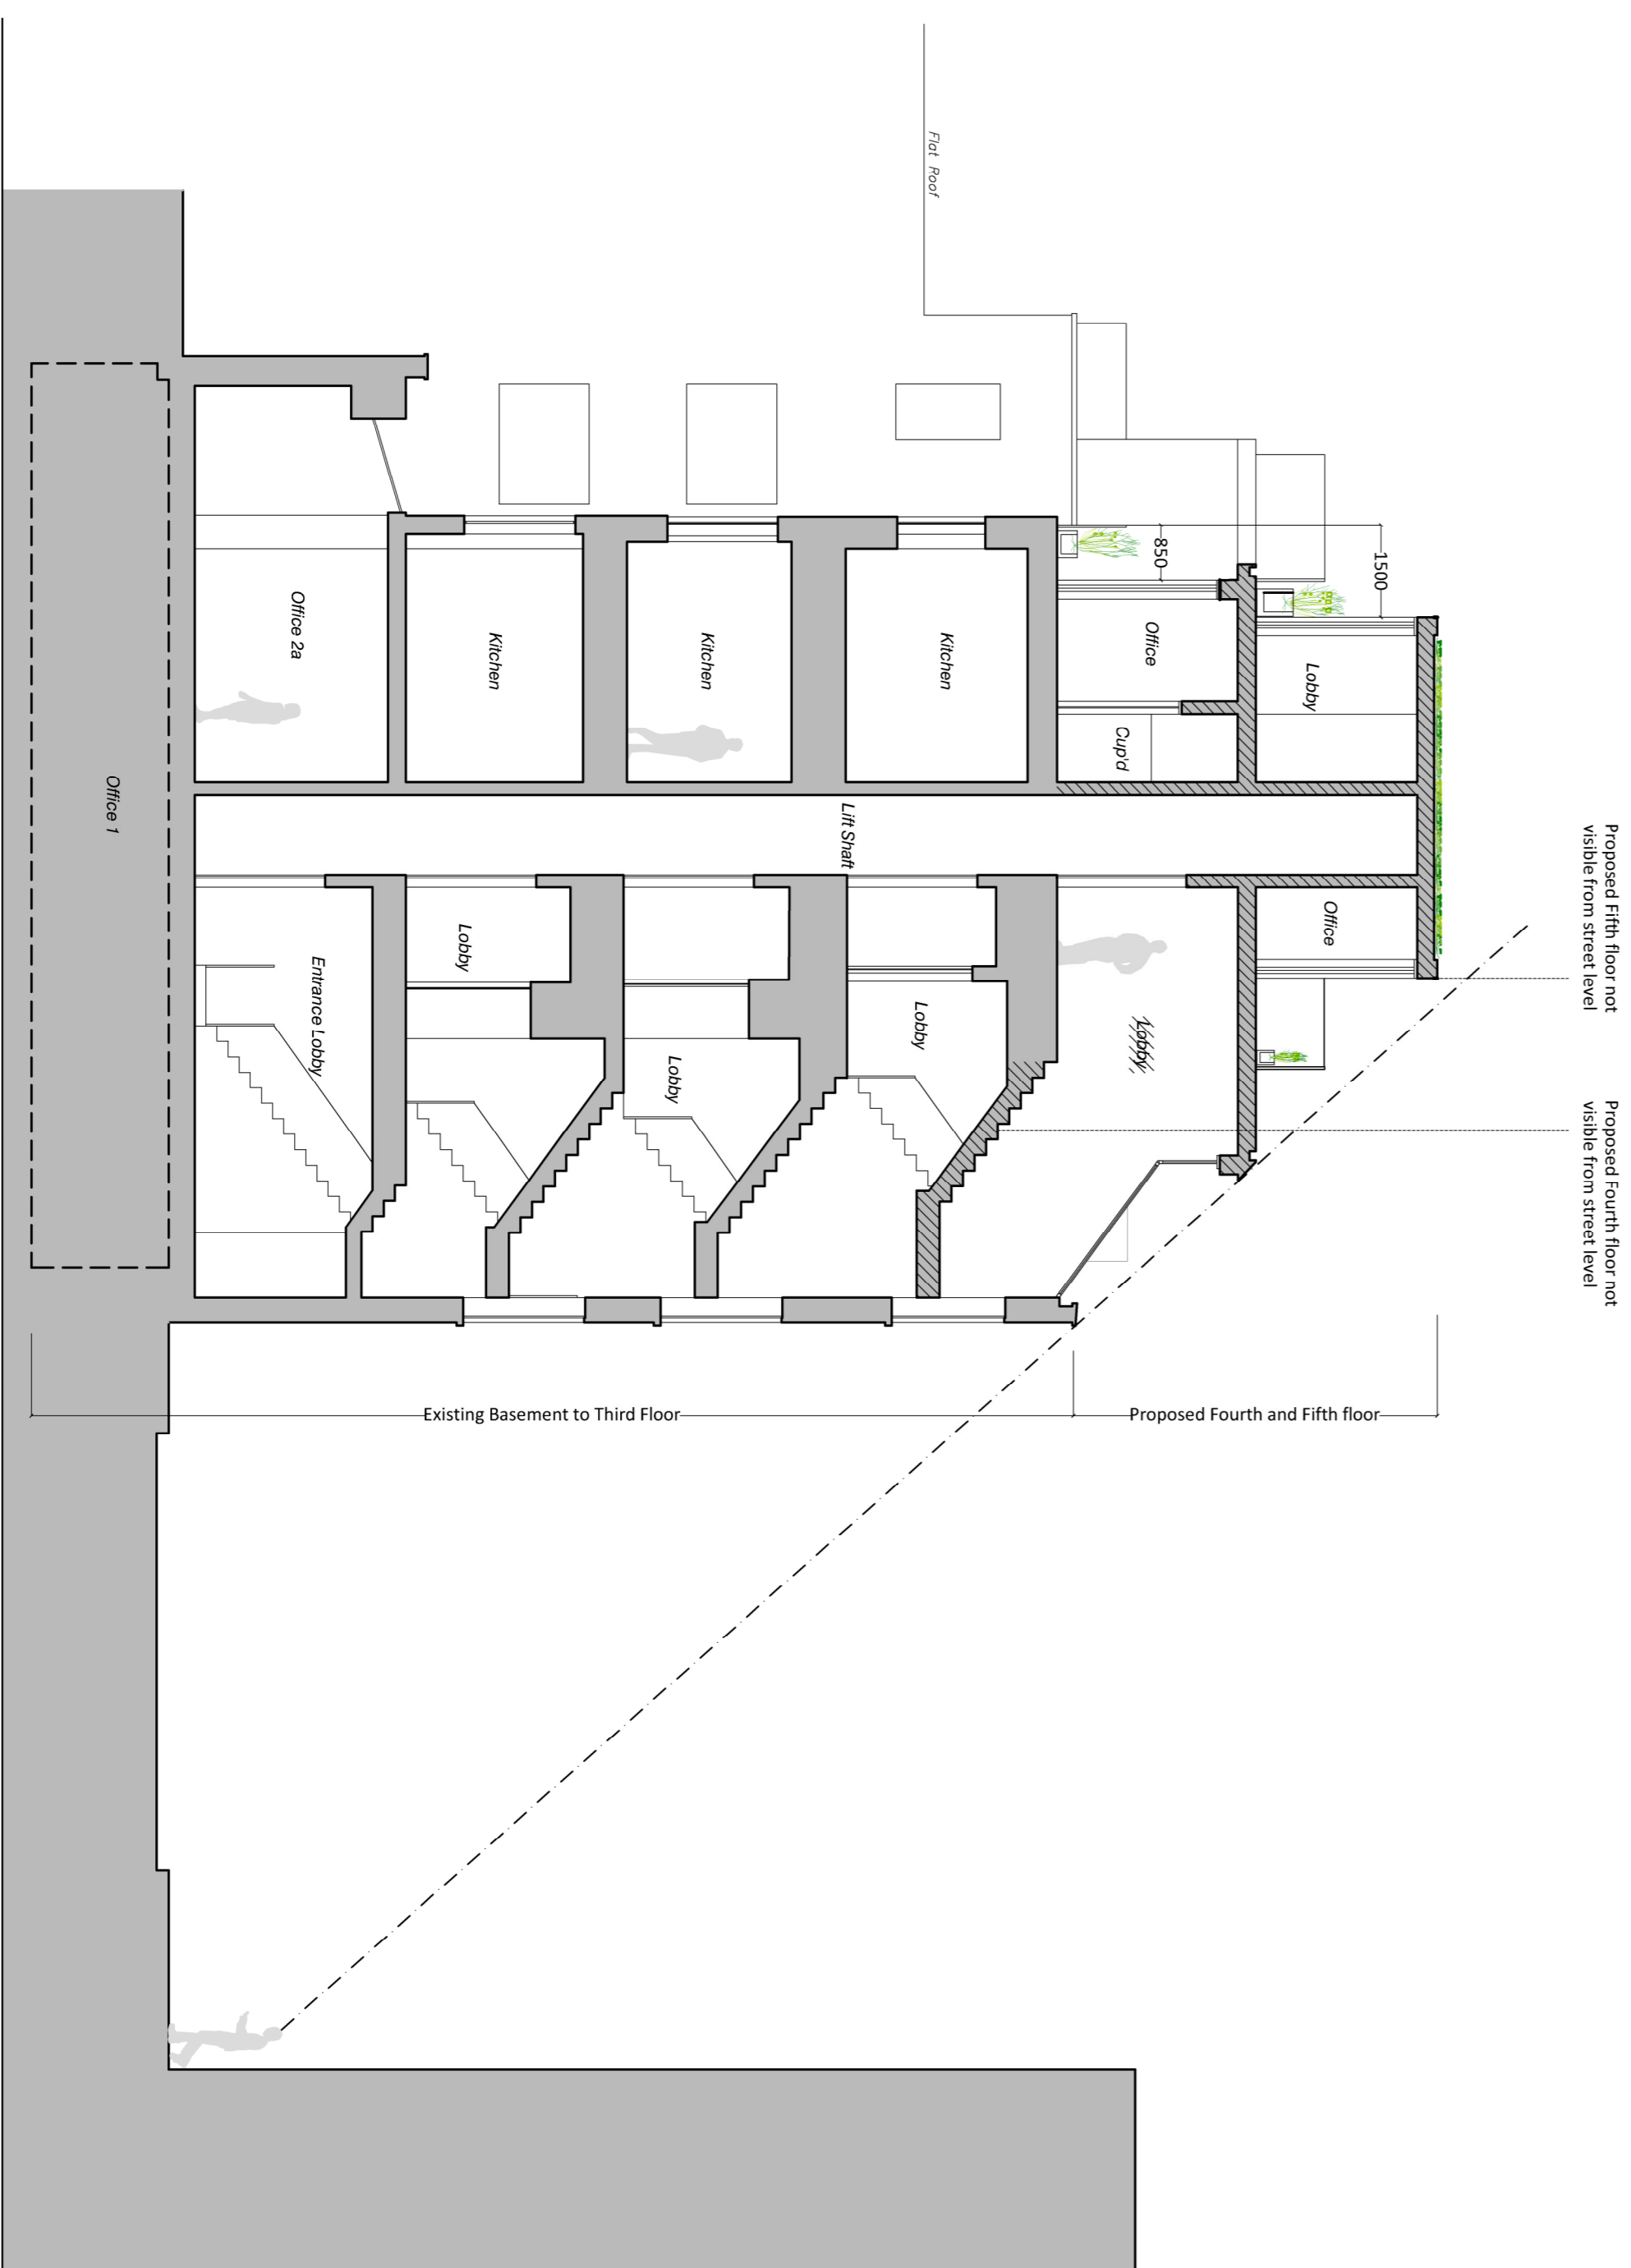 Proposed Fifth floor not
visible from street level
Proposed Fourth floor not
visible from street level
1500
850
Lobby
Office
Office
Cup'd
Lobby
Flat Roof
Kitchen
Lobby
Lift Shaft
Kitchen
Lobby
Kitchen
Lobby
Office 2a
Entrance Lobby
Office 1
Existing Basement to Third Floor
Proposed Fourth and Fifth floor